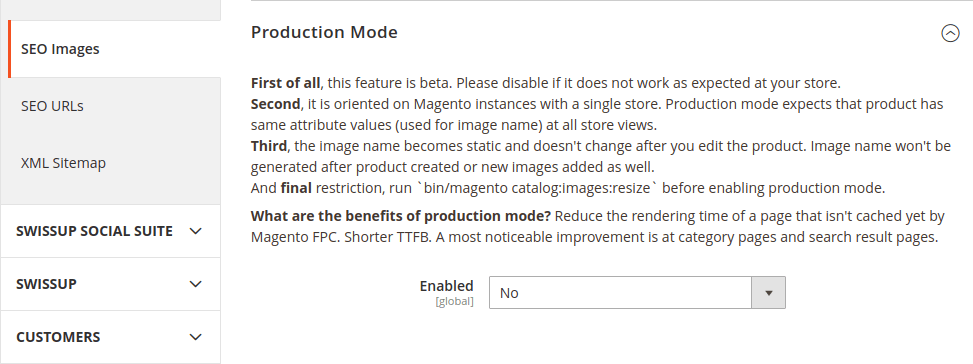 SEO Images
SEO URLs
XML Sitemap
SWISSUP SOCIAL SUITE
SWISSUP
CUSTOMERS
Production Mode
First of all, this feature is beta. Please disable if it does not work as expected at your store.
Second, it is oriented on Magento instances with a single store. Production mode expects that product has
same attribute values (used for image name) at all store views.
Third, the image name becomes static and doesn't change after you edit the product. Image name won't be
generated after product created or new images added as well.
And final restriction, run `bin/magento catalog:images:resize` before enabling production mode.
What are the benefits of production mode? Reduce the rendering time of a page that isn't cached yet by
Magento FPC. Shorter TTFB. A most noticeable improvement is at category pages and search result pages.
Enabled
[global]
No